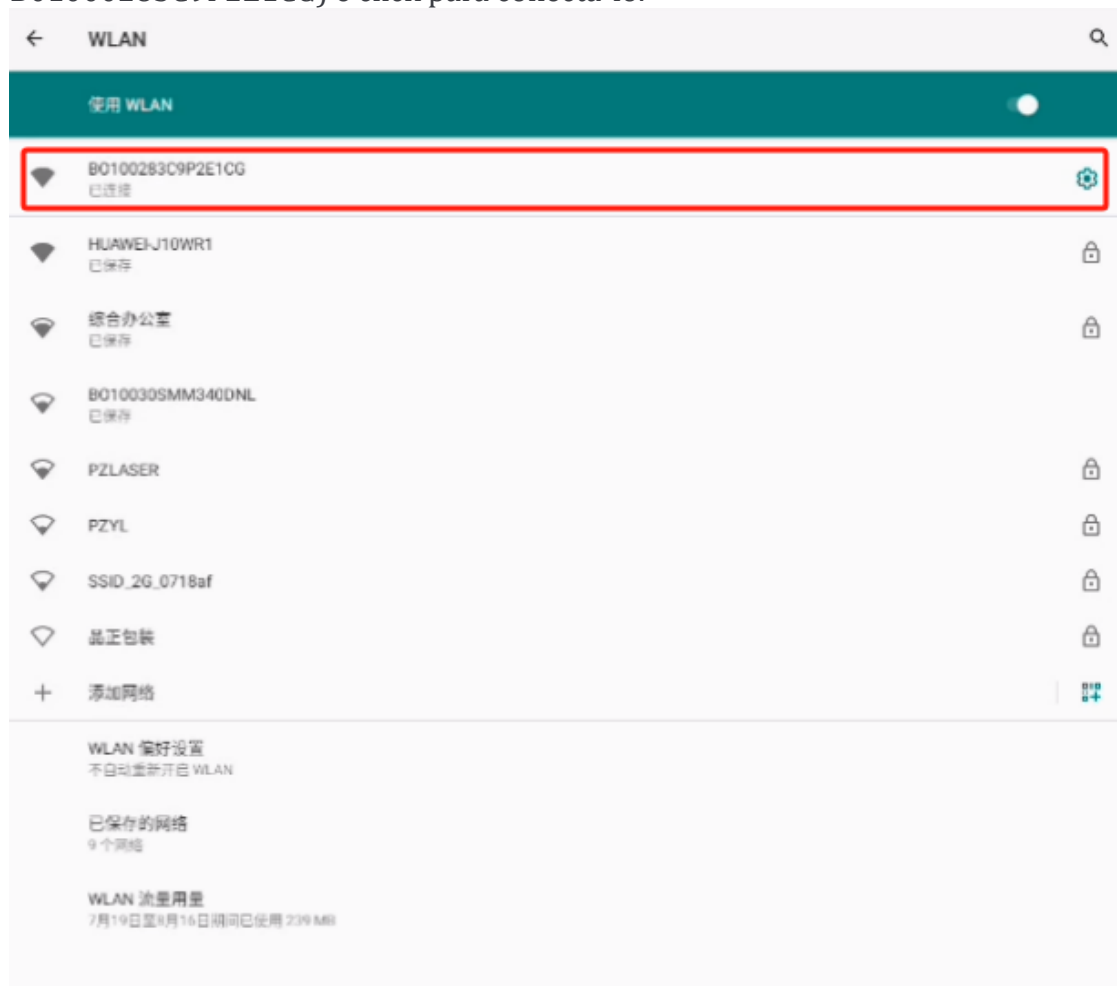 WLAN
使用 WLAN
BO100283C9P2E1CG
已连接
HUAWEI-J10WR1
已保存
综合办公室
已保存
BO10030SMM340DNL
已保存
PZLASER
PZYL
SSID_2G_0718af
品正包装
添加网络
WLAN 偏好设置
不自动重新开启 WLAN
已保存的网络
9 个网络
WLAN 流量用量
7月19日至8月16日期间已使用 239 MB